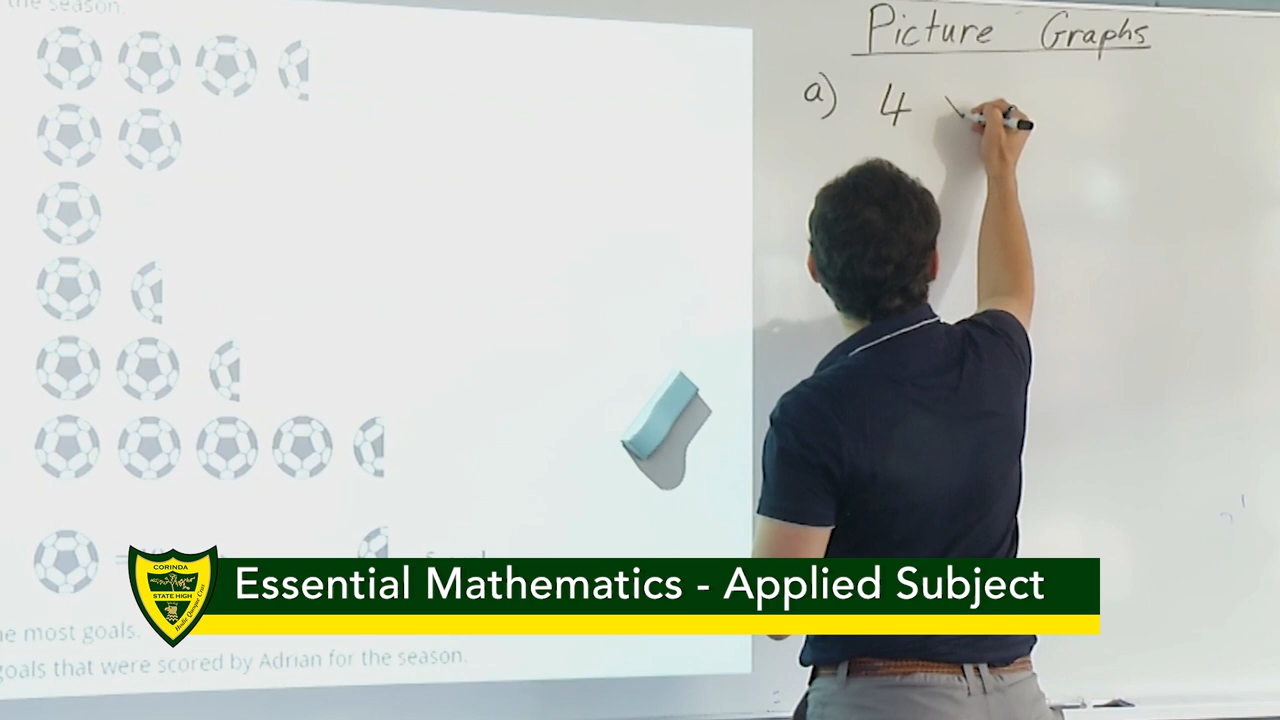 the season.
Picture Graphs
a) 4
CORINDA
STATE HIGH
Essential Mathematics - Applied Subject
most goals.
goals that were scored by Adrian for the season.